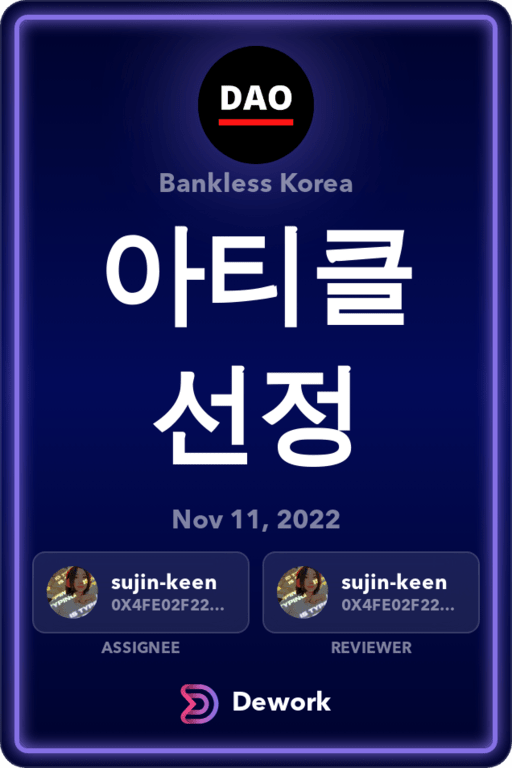 DAO
Bankless Korea
아티클
선정
Nov 11, 2022
sujin-keen
0X4FE02F22...
ASSIGNEE
sujin-keen
0X4FE02F22...
REVIEWER
Dework